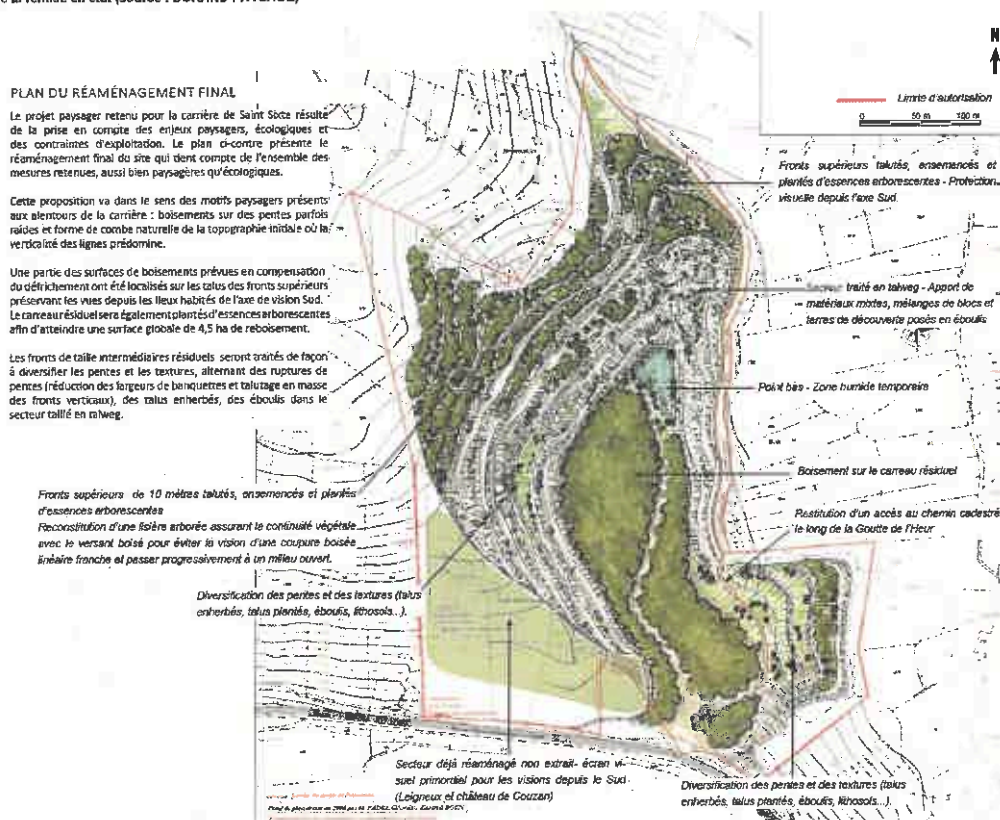 PLAN DU RÉAMÉNAGEMENT FINAL
Le projet paysager retenu pour la carrière de Saint Sixte résulte
de la prise en compte des enjeux paysagers, écologiques et
des contraintes d'exploitation. Le plan ci-contre présente le
réaménagement final du site qui tient compte de l'ensemble des
mesures retenues, aussi bien paysagères qu'écologiques.
Cette proposition va dans le sens des motifs paysagers présents
aux alentours de la carrière : boisements sur des pentes parfois
raides et forme de combe naturelle de la topographie initiale où la
verticalité des lignes prédomine.
Une partie des surfaces de boisements prévues en compensation
du défrichement ont été localisés sur les talus des fronts supérieurs
préservant les vues depuis les lieux habités de l'axe de vision Sud.
Le carreau résiduel sera également plantés d'essences arborescentes
afin d'atteindre une surface globale de 4,5 ha de reboisement.
Les fronts de taille intermédiaires résiduels seront traités de façon
à diversifier les pentes et les textures, alternant des ruptures de
pentes (réduction des largeurs de banquettes et talutage en masse
des fronts verticaux), des talus enherbés, des éboulis dans le
secteur taillé en talweg.
N
Limite d'autorisation
0 50 m 100 m
Fronts supérieurs talutés, ensemencés et
plantés d'essences arborescentes - Protection
visuelle depuis l'axe Sud.
Secteur traité en talweg - Apport de
matériaux mixtes, mélanges de blocs et
terres de découverte posés en éboulis
Point bas - Zone humide temporaire
Boisement sur le carreau résiduel
Restitution d'un accès au chemin cadastré
le long de la Goutte de l'Heur
Fronts supérieurs de 10 mètres talutés, ensemencés et plantés
d'essences arborescentes
Reconstitution d'une lisière arborée assurant la continuité végétale
avec le versant boisé pour éviter la vision d'une coupure boisée
linéaire franche et passer progressivement à un milieu ouvert.
Diversification des pentes et des textures (talus
enherbés, talus plantés, éboulis, lithosols...).
Secteur déjà réaménagé non extrait- écran vi-
suel primordial pour les visions depuis le Sud
(Leigneux et château de Couzan)
Diversification des pentes et des textures (talus
enherbés, talus plantés, éboulis, lithosols...).